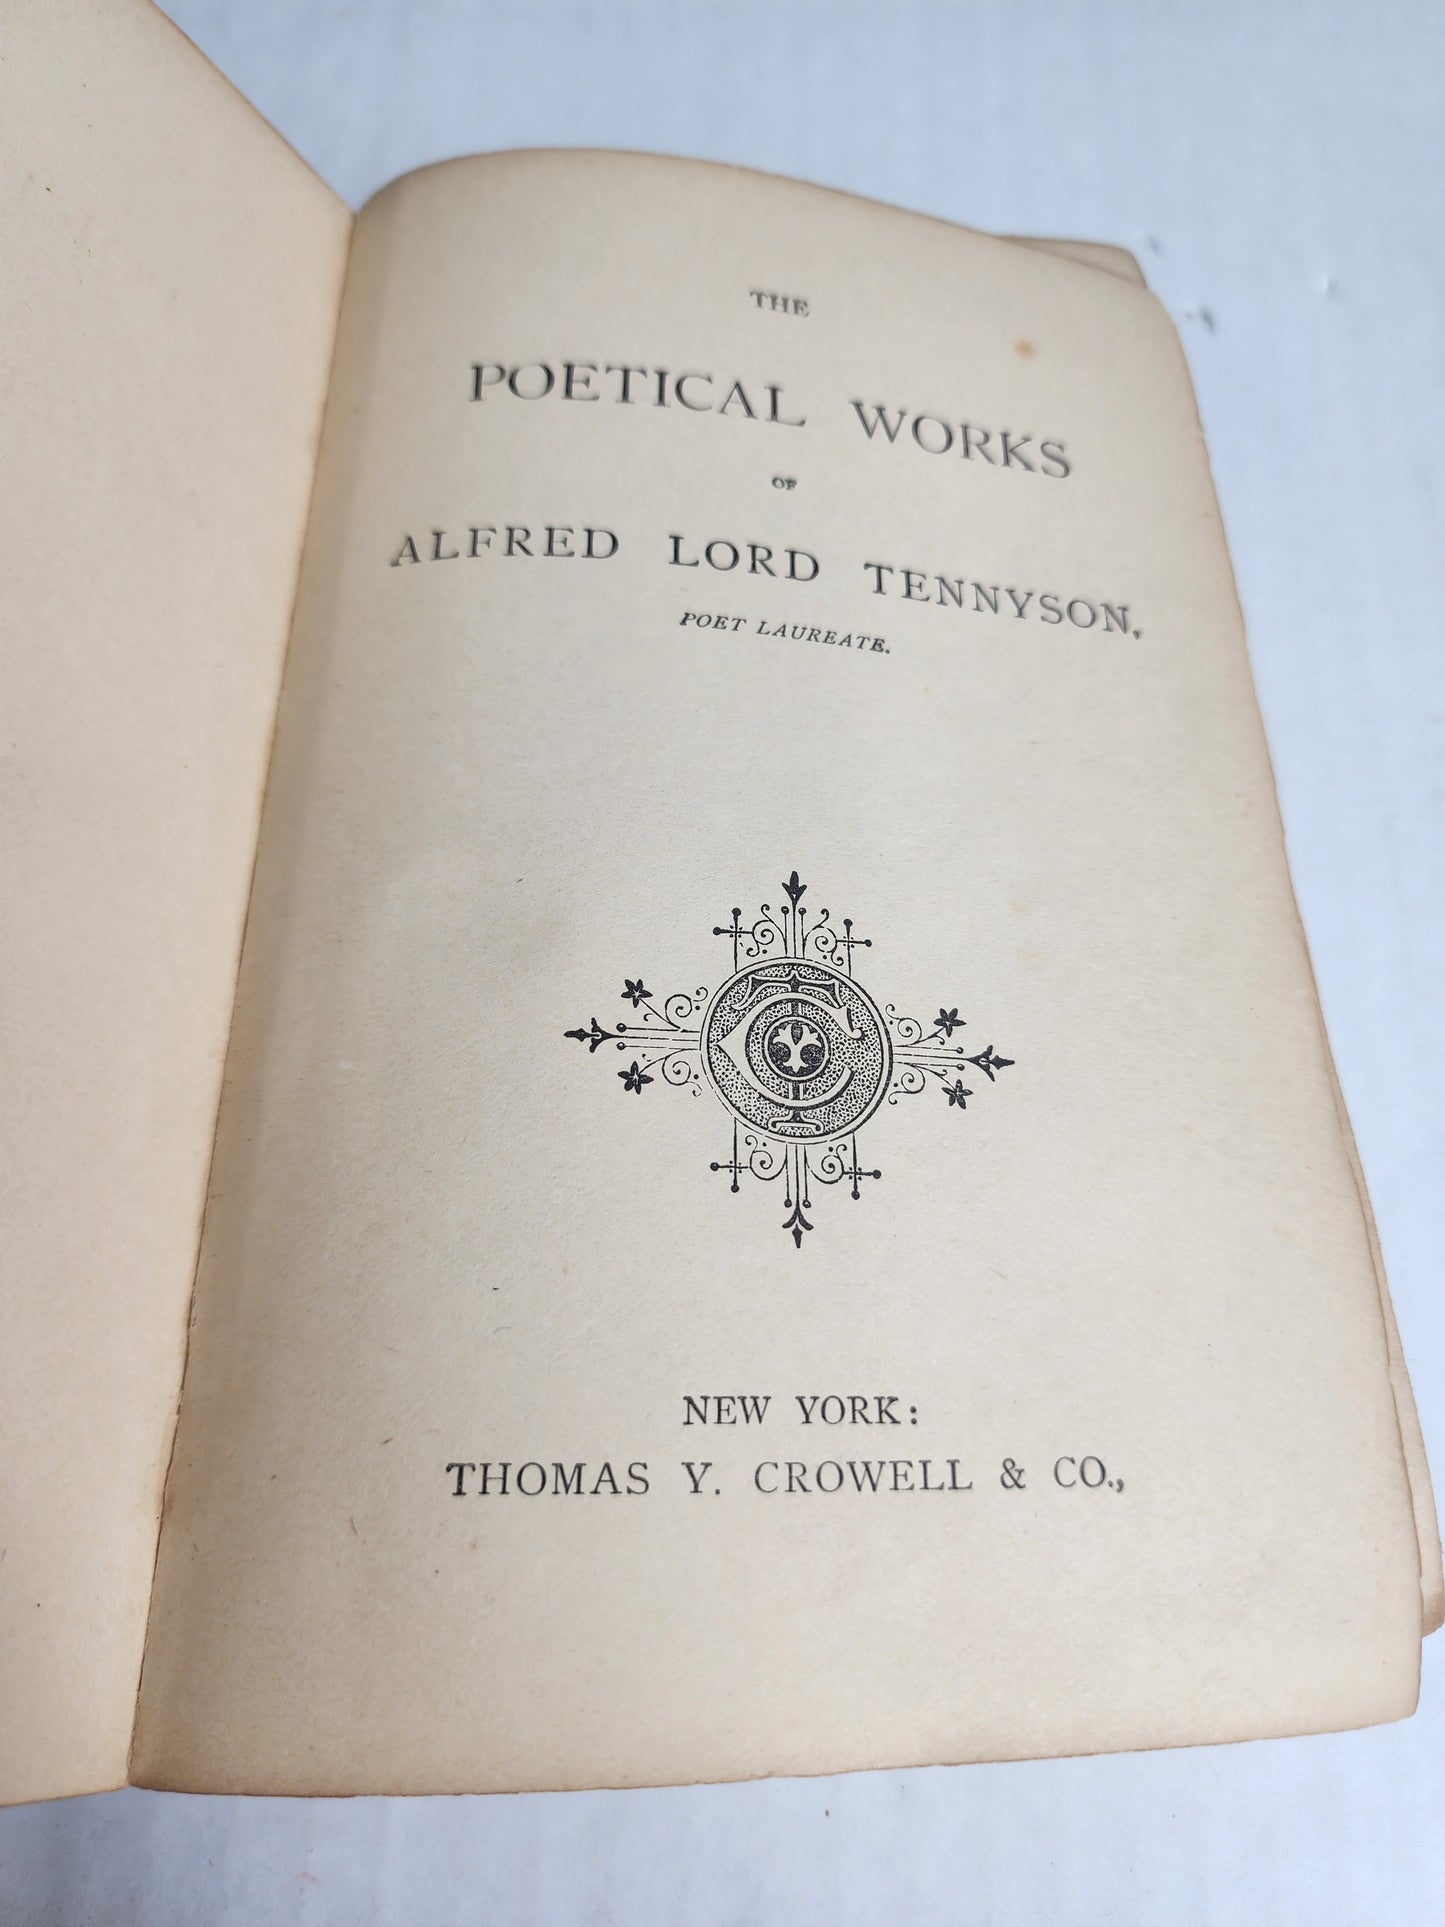 THE
POETICAL WORKS
OF
ALFRED LORD TENNYSON,
POET LAUREATE.
NEW YORK:
THOMAS Y. CROWELL & CO.,